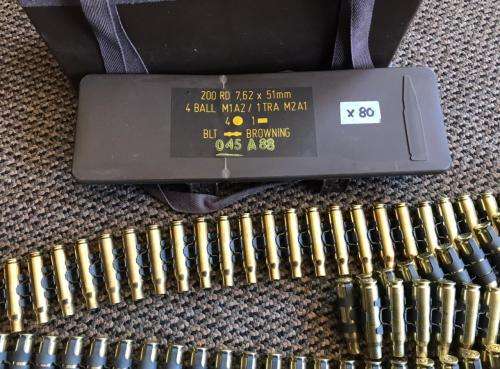 200 RD 7,62 x 51mm
4 BALL M1A2/ 1 TRA M2A1
4 1
BLT BROWNING
045 A 88
x 80